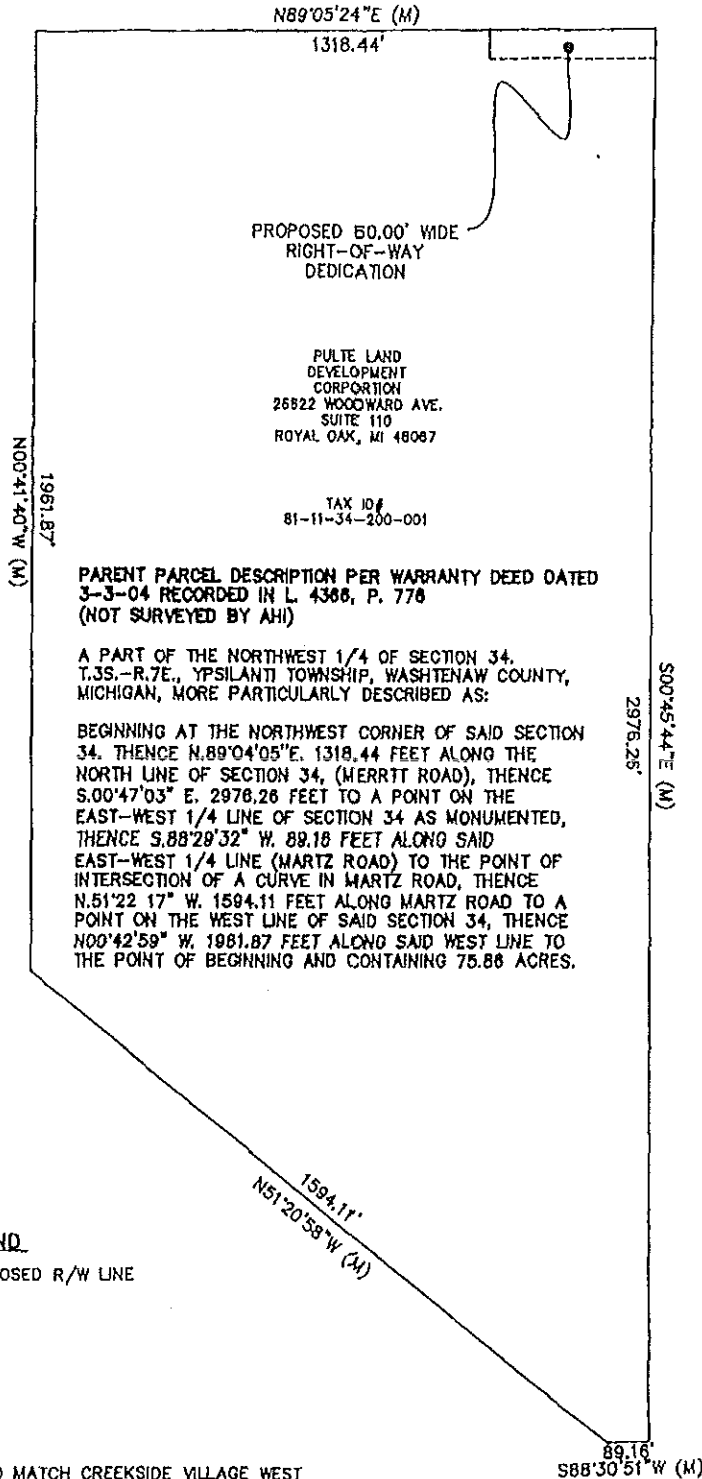 N89°05'24"E (M)
1318.44'
PROPOSED 60.00' WIDE
RIGHT-OF-WAY
DEDICATION
PULTE LAND
DEVELOPMENT
CORPORTION
26622 WOODWARD AVE.
SUITE 110
ROYAL OAK, MI 48067
TAX ID#
81-11-34-200-001
N00°41'40"W (M)
1961.87'
PARENT PARCEL DESCRIPTION PER WARRANTY DEED DATED
3-3-04 RECORDED IN L. 4366, P. 776
(NOT SURVEYED BY AHI)
A PART OF THE NORTHWEST 1/4 OF SECTION 34,
T.3S.-R.7E., YPSILANTI TOWNSHIP, WASHTENAW COUNTY,
MICHIGAN, MORE PARTICULARLY DESCRIBED AS:
BEGINNING AT THE NORTHWEST CORNER OF SAID SECTION
34. THENCE N.89°04'05"E. 1318.44 FEET ALONG THE
NORTH LINE OF SECTION 34, (MERRTT ROAD), THENCE
S.00°47'03" E. 2976.26 FEET TO A POINT ON THE
EAST-WEST 1/4 LINE OF SECTION 34 AS MONUMENTED,
THENCE S.88°29'32" W. 89.16 FEET ALONG SAID
EAST-WEST 1/4 LINE (MARTZ ROAD) TO THE POINT OF
INTERSECTION OF A CURVE IN MARTZ ROAD, THENCE
N.51°22 17" W. 1594.11 FEET ALONG MARTZ ROAD TO A
POINT ON THE WEST LINE OF SAID SECTION 34, THENCE
N00°42'59" W. 1961.87 FEET ALONG SAID WEST LINE TO
THE POINT OF BEGINNING AND CONTAINING 75.86 ACRES.
S00°45'44"E (M)
2976.26'
1594.11'
N51°20'58"W (M)
ND
OSED R/W LINE
89.16'
S88°30'51"W (M)
O MATCH CREEKSIDE VILLAGE WEST